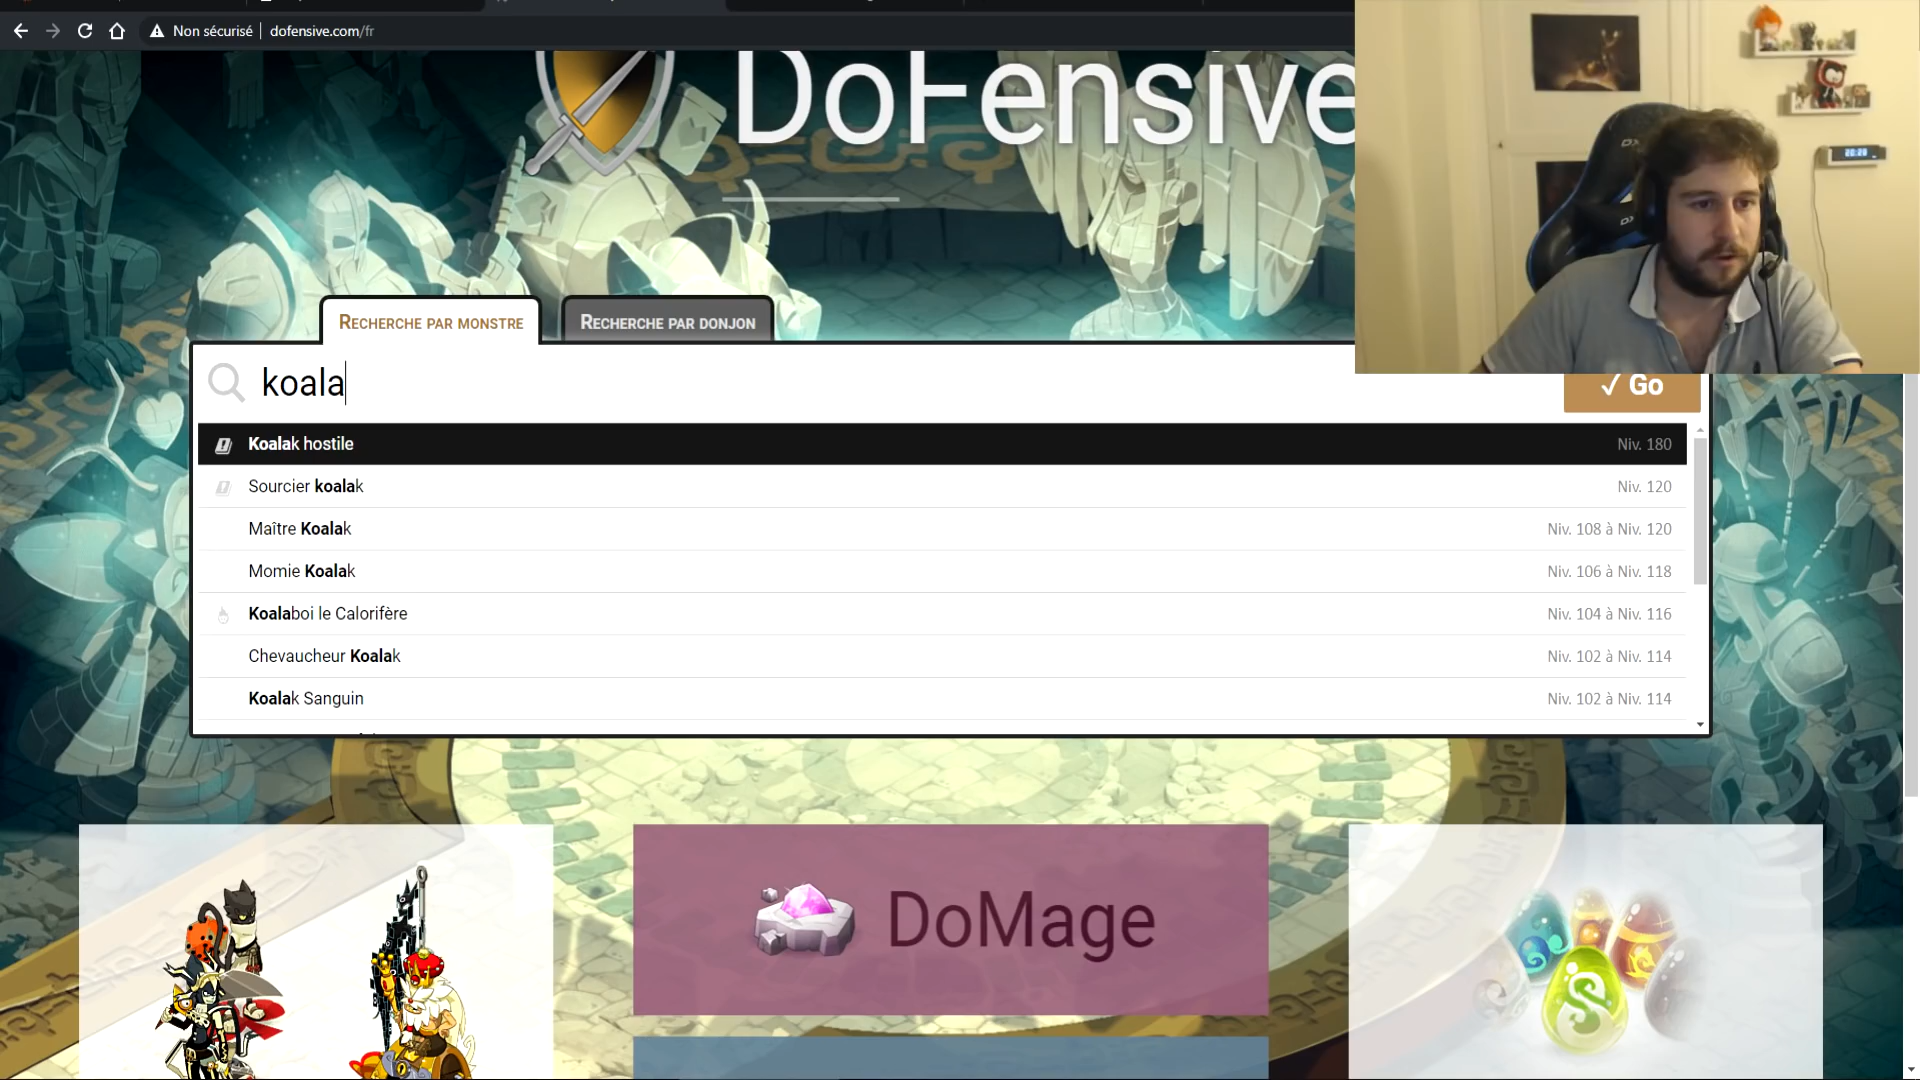 Non sécurisé dofensive.com/fr
DoFensive
20:20
Recherche par monstre
Recherche par donjon
koala
✓ Go
Koalak hostile Niv. 180
Sourcier koalak Niv. 120
Maître Koalak Niv. 108 à Niv. 120
Momie Koalak Niv. 106 à Niv. 118
Koalaboi le Calorifère Niv. 104 à Niv. 116
Chevaucheur Koalak Niv. 102 à Niv. 114
Koalak Sanguin Niv. 102 à Niv. 114
DoMage